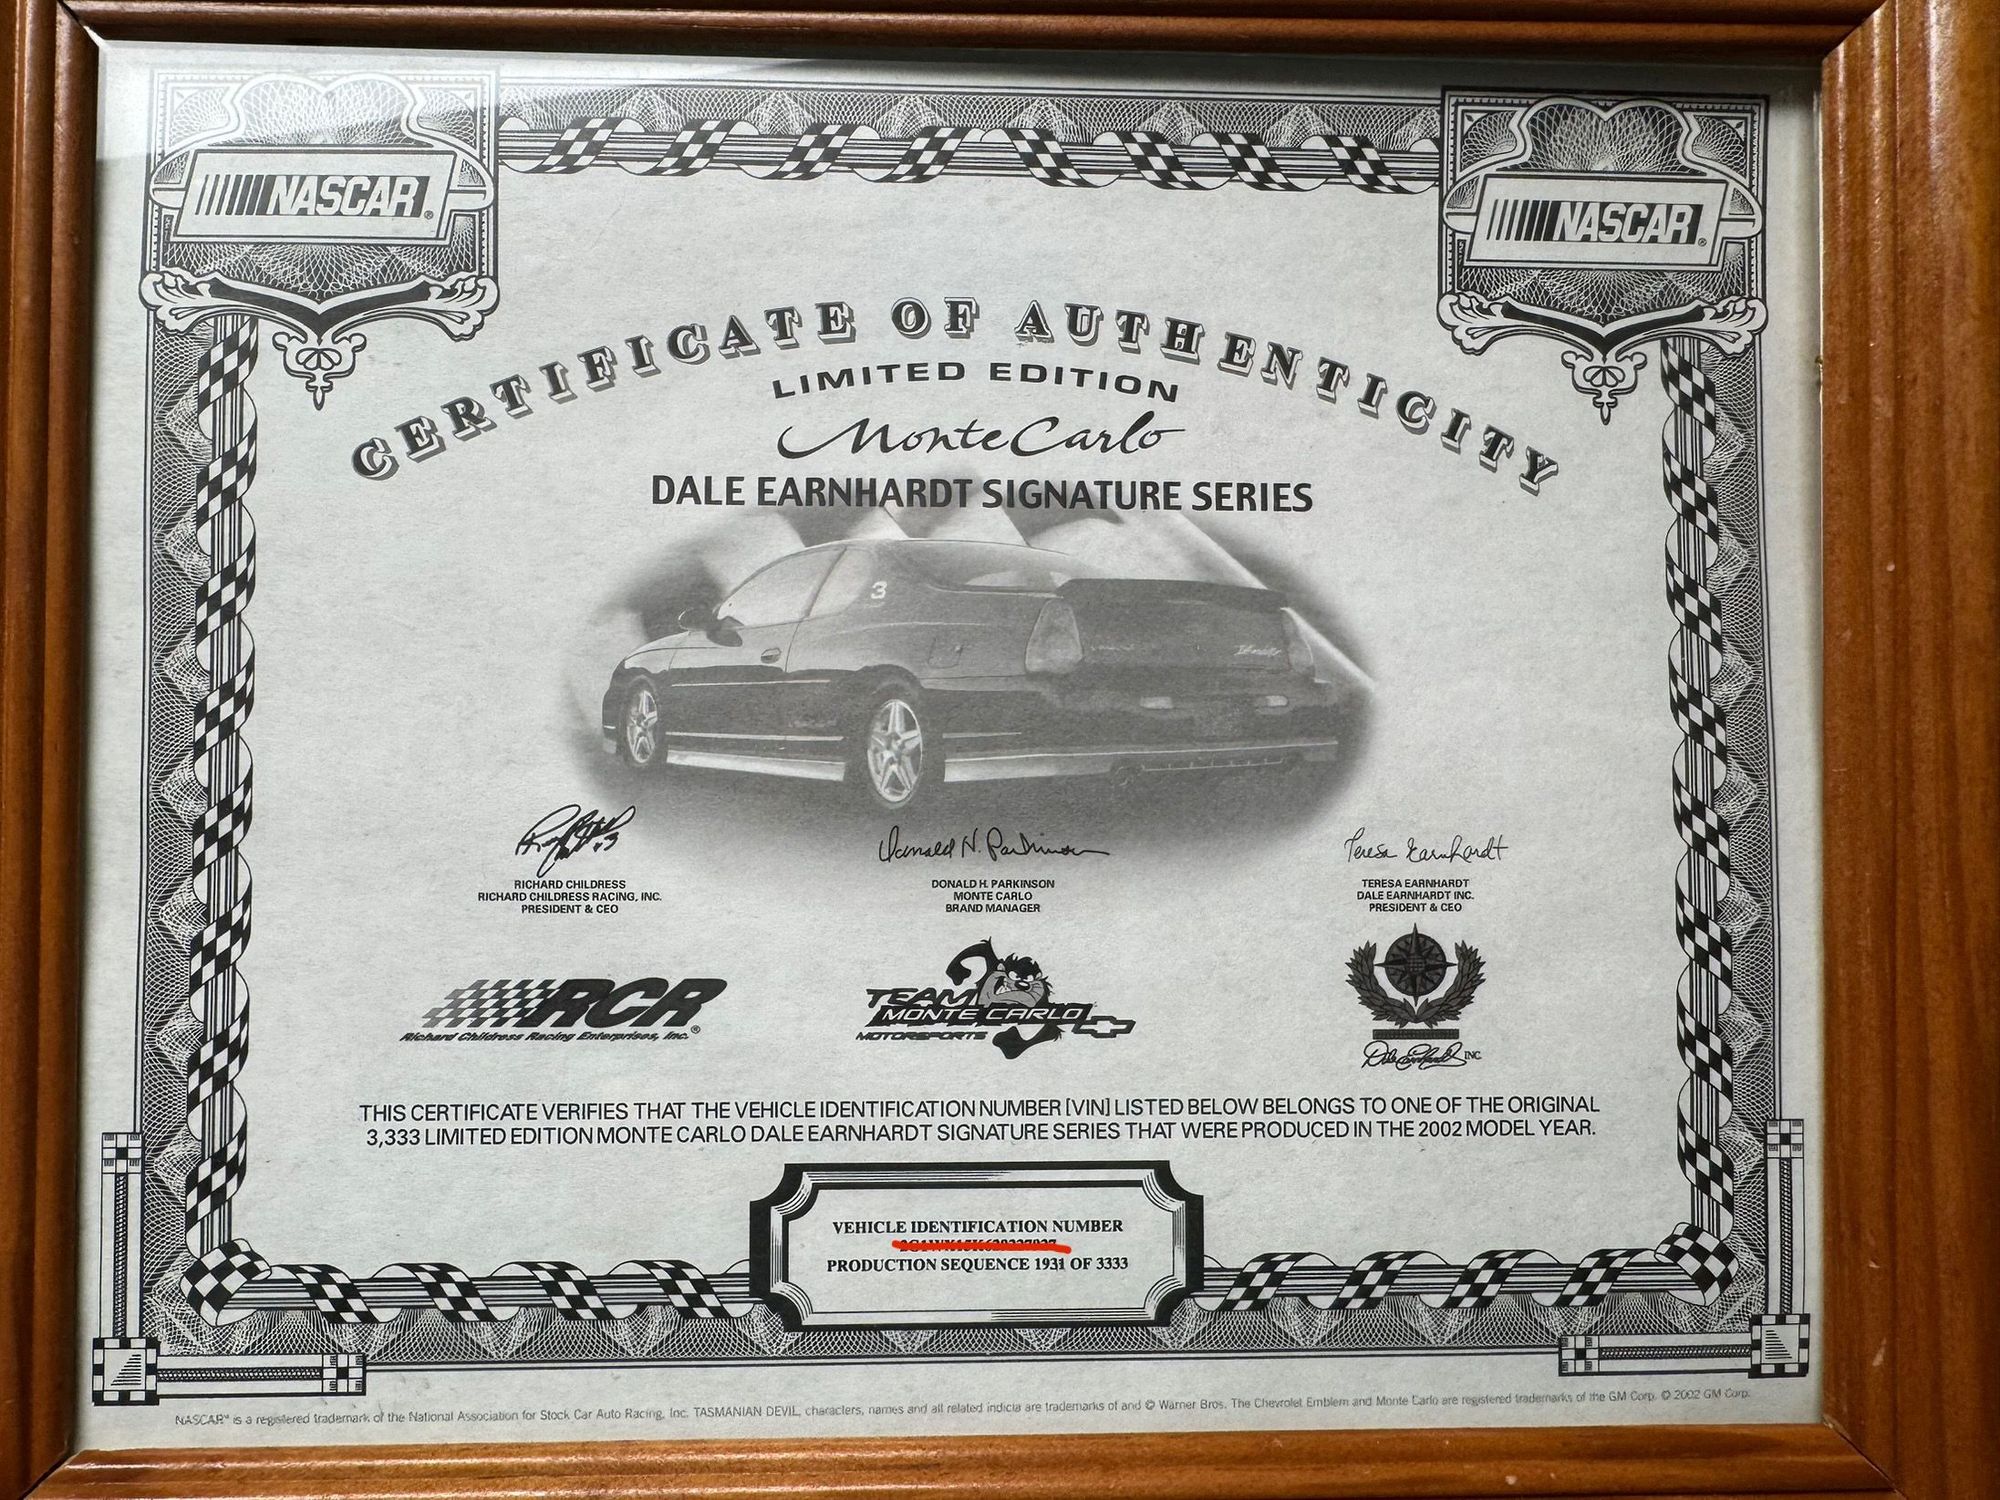 NASCAR®
NASCAR®
CERTIFICATE OF AUTHENTICITY
LIMITED EDITION
Monte Carlo
DALE EARNHARDT SIGNATURE SERIES
3
Donald H. Parkinson
Teresa Earnhardt
RICHARD CHILDRESS
RICHARD CHILDRESS RACING, INC.
PRESIDENT & CEO
DONALD H. PARKINSON
MONTE CARLO
BRAND MANAGER
TERESA EARNHARDT
DALE EARNHARDT INC.
PRESIDENT & CEO
RCR
Richard Childress Racing Enterprises, Inc.®
TEAM
MONTE CARLO
MOTORSPORTS
Dale Earnhardt INC
THIS CERTIFICATE VERIFIES THAT THE VEHICLE IDENTIFICATION NUMBER [VIN] LISTED BELOW BELONGS TO ONE OF THE ORIGINAL
3,333 LIMITED EDITION MONTE CARLO DALE EARNHARDT SIGNATURE SERIES THAT WERE PRODUCED IN THE 2002 MODEL YEAR.
VEHICLE IDENTIFICATION NUMBER
PRODUCTION SEQUENCE 1931 OF 3333
NASCAR® is a registered trademark of the National Association for Stock Car Auto Racing, Inc. TASMANIAN DEVIL, characters, names and all related indicia are trademarks of and © Warner Bros. The Chevrolet Emblem and Monte Carlo are registered trademarks of the GM Corp. © 2002 GM Corp.